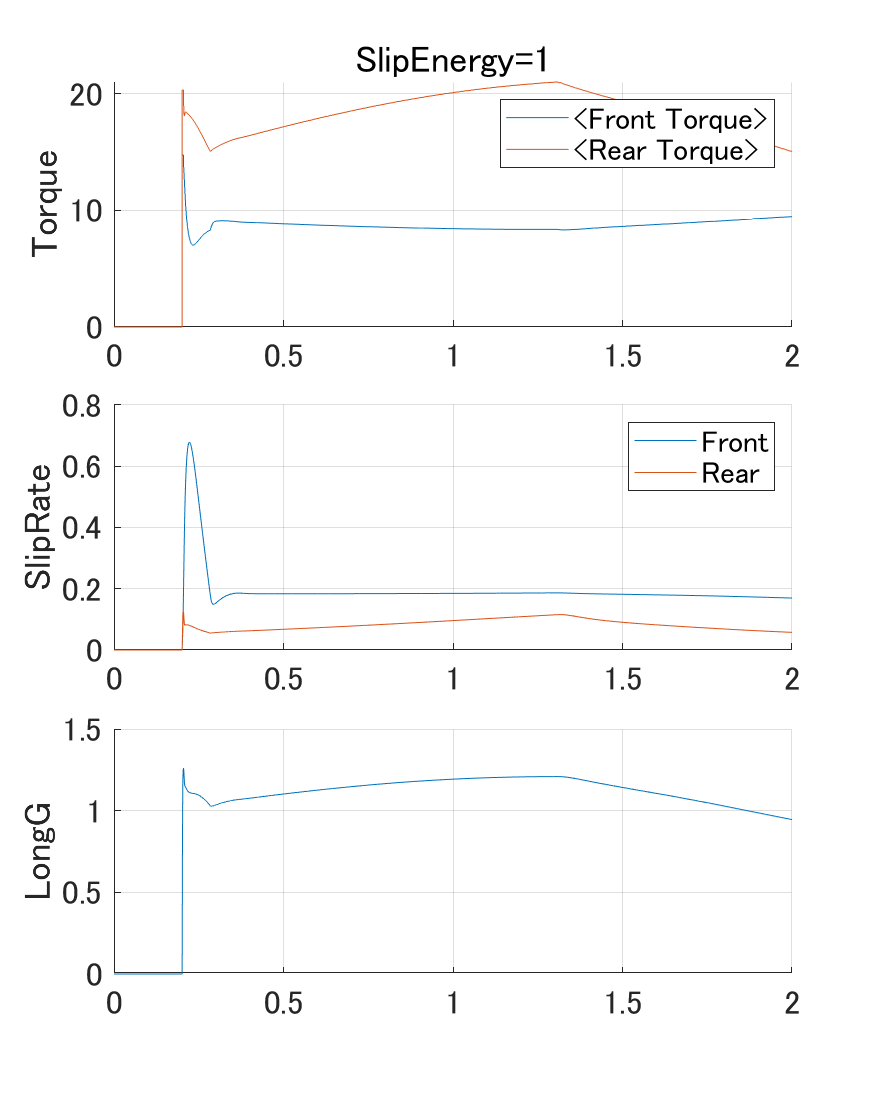 SlipEnergy=1
Torque
20
10
0
<Front Torque>
<Rear Torque>
0 0.5 1 1.5 2
SlipRate
0.8
0.6
0.4
0.2
0
Front
Rear
0 0.5 1 1.5 2
LongG
1.5
1
0.5
0
0 0.5 1 1.5 2